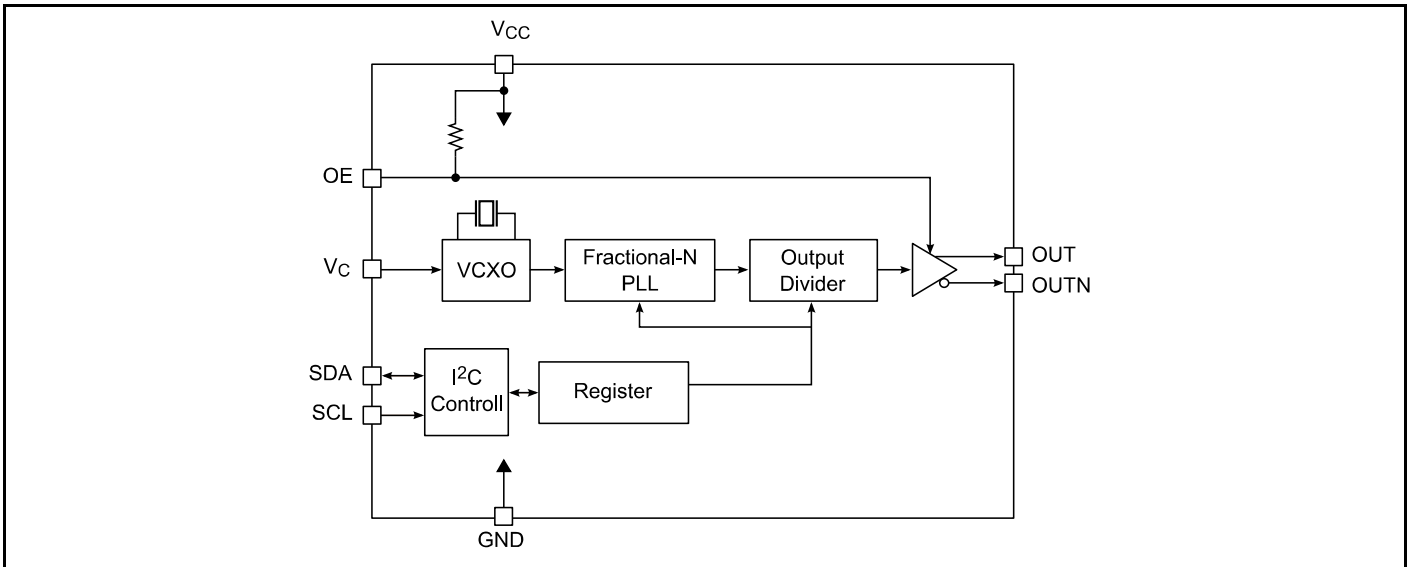 VCC
OE
VC
VCXO
Fractional-N
PLL
Output
Divider
OUT
OUTN
SDA
SCL
I²C
Controll
Register
GND